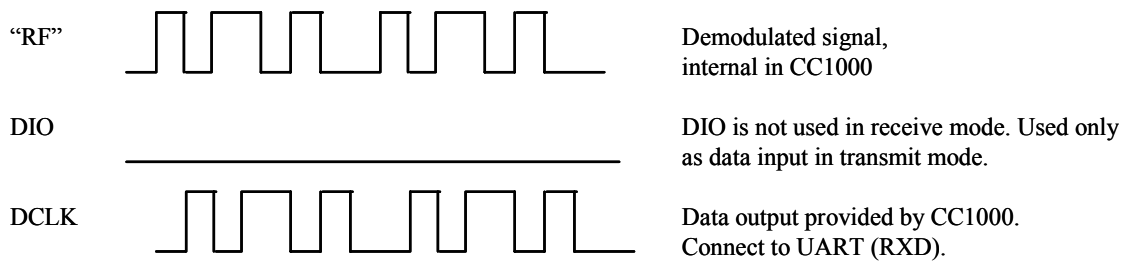 “RF”
Demodulated signal,
internal in CC1000
DIO
DIO is not used in receive mode. Used only
as data input in transmit mode.
DCLK
Data output provided by CC1000.
Connect to UART (RXD).